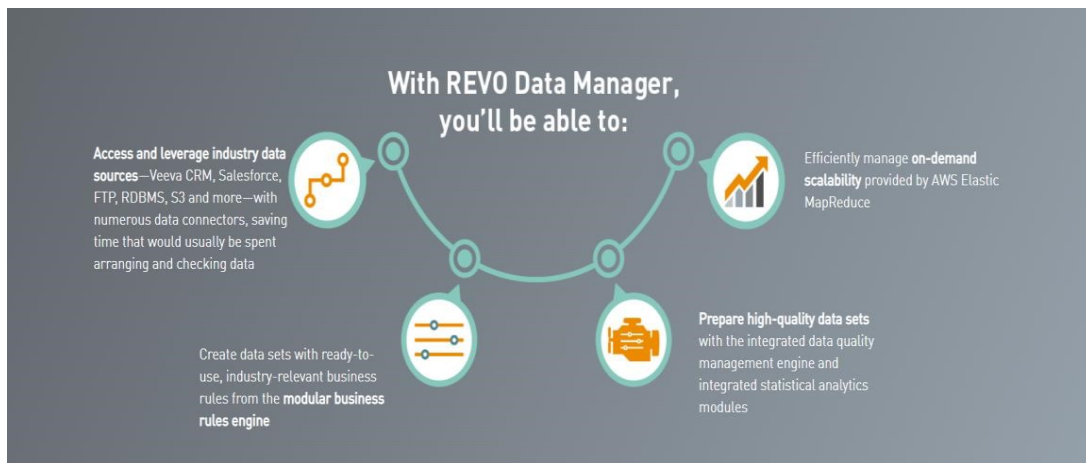 With REVO Data Manager,
you'll be able to:
Access and leverage industry data
sources—Veeva CRM, Salesforce,
FTP, RDBMS, S3 and more—with
numerous data connectors, saving
time that would usually be spent
arranging and checking data
Create data sets with ready-to-
use, industry-relevant business
rules from the modular business
rules engine
Prepare high-quality data sets
with the integrated data quality
management engine and
integrated statistical analytics
modules
Efficiently manage on-demand
scalability provided by AWS Elastic
MapReduce